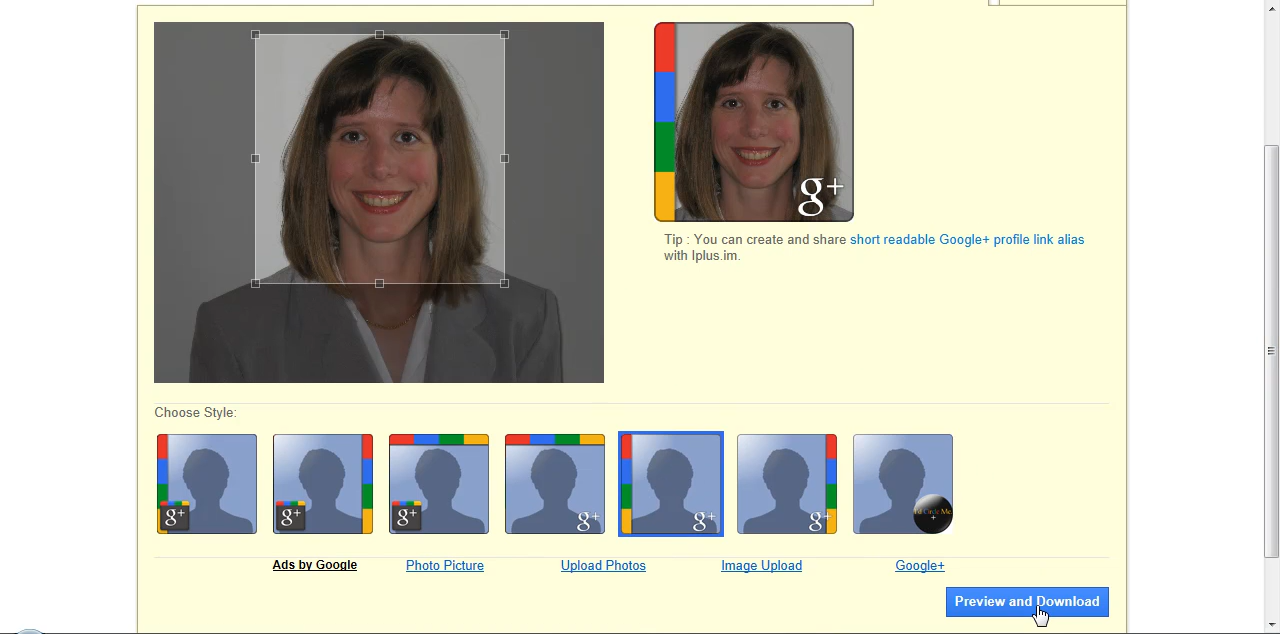 g+
Tip : You can create and share short readable Google+ profile link alias
with Iplus.im.
Choose Style:
g+ g+ g+ g+ g+ g+
Ads by Google Photo Picture Upload Photos Image Upload Google+
Preview and Download